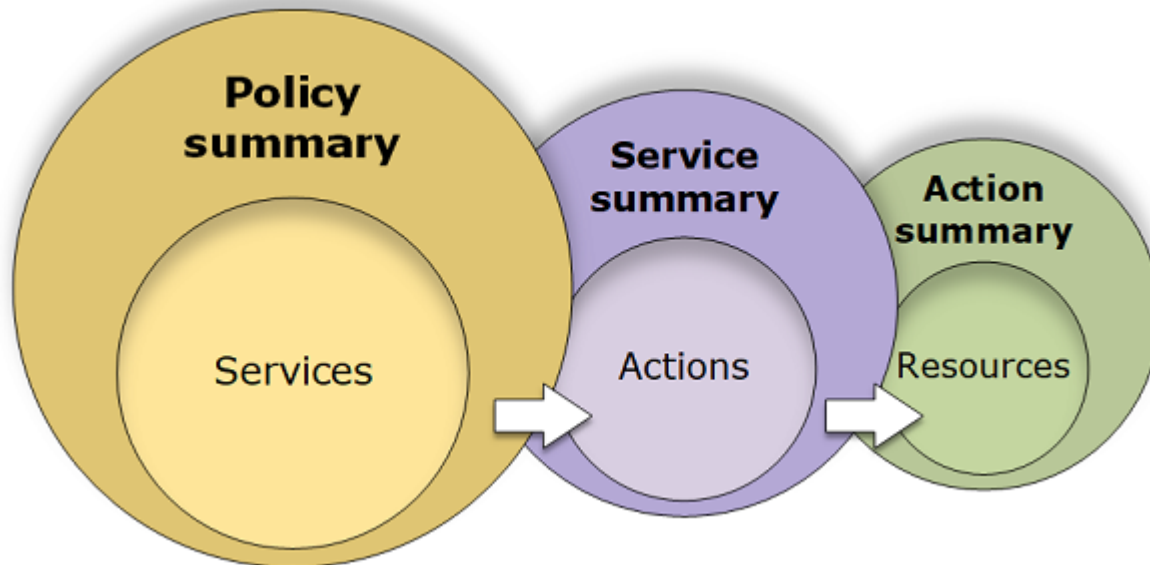 Policy
summary
Services
Service
summary
Actions
Action
summary
Resources